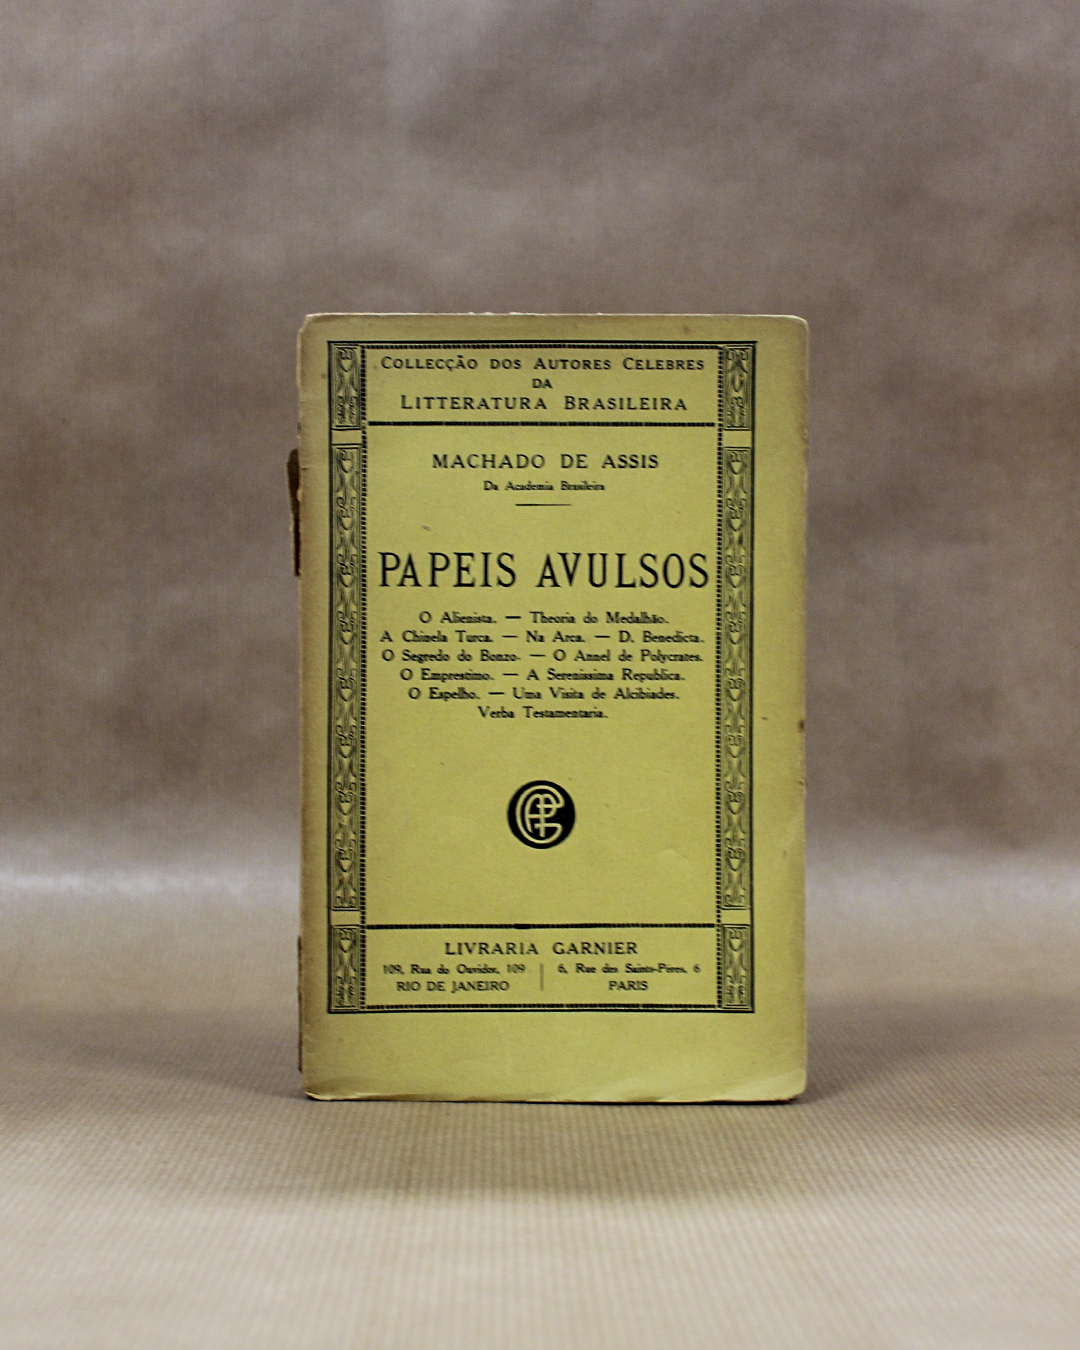 Collecção dos Autores Celebres
da
Litteratura Brasileira
MACHADO DE ASSIS
Da Academia Brasileira
PAPEIS AVULSOS
O Alienista. — Theoria do Medalhão.
A Chinela Turca. — Na Arca. — D. Benedicta.
O Segredo do Bonzo. — O Annel de Polycrates.
O Emprestimo. — A Serenissima Republica.
O Espelho. — Uma Visita de Alcibiades.
Verba Testamentaria.
LIVRARIA GARNIER
109, Rua do Ouvidor, 109
RIO DE JANEIRO
6, Rue des Saints-Pères, 6
PARIS